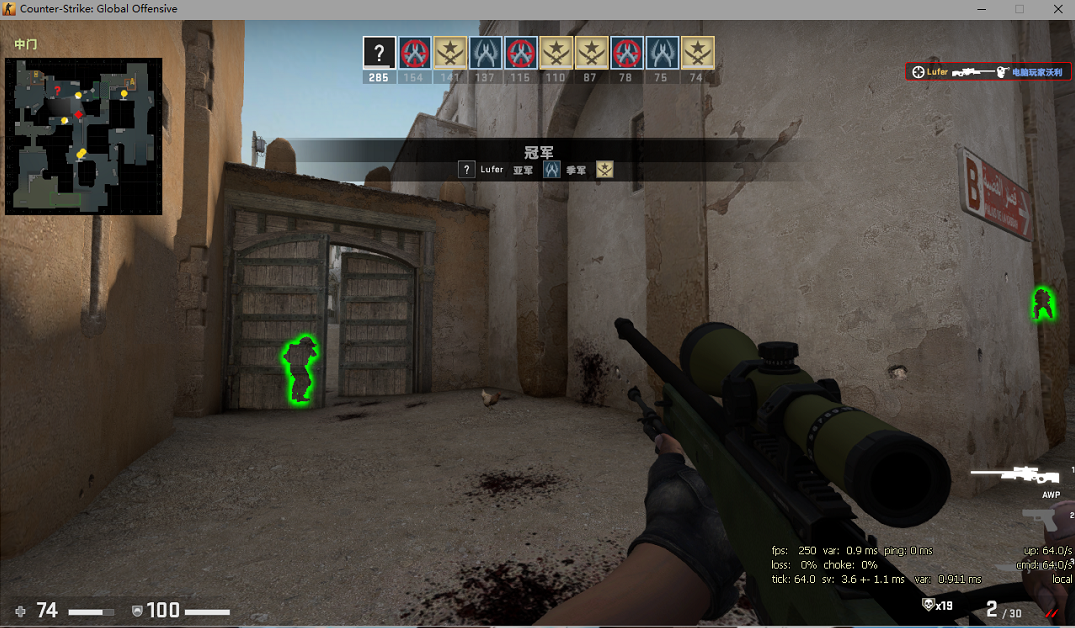 Counter-Strike: Global Offensive
中门
?
285 154 141 137 115 110 87 78 75 74
Lufer 电脑玩家沃利
冠军
? Lufer 亚军 季军
B
A
?
B
1
AWP
2
fps: 250 var: 0.9 ms ping: 0 ms
up: 64.0/s
loss: 0% choke: 0%
cmd: 64.0/s
tick: 64.0 sv: 3.6 +- 1.1 ms var: 0.911 ms
local
74
100
x19
2 / 30